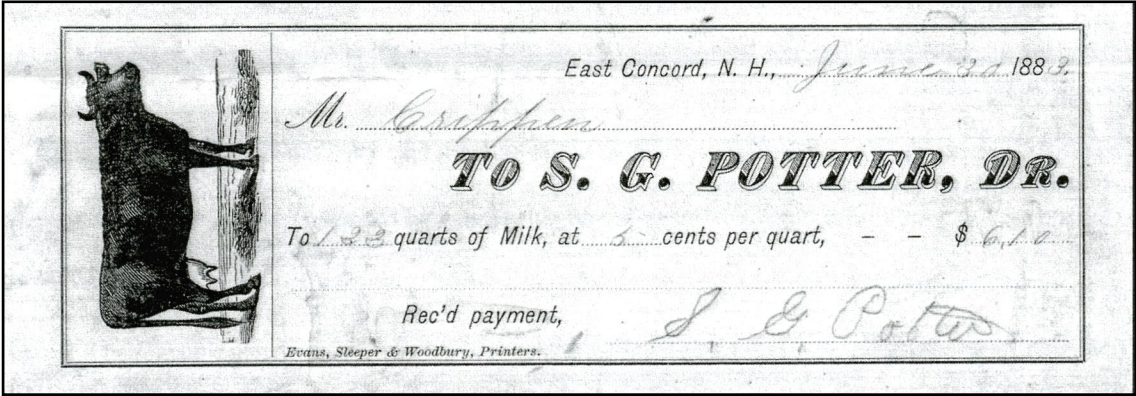 East Concord, N. H., June 30 1883.
Mr. Crippen
To S. G. POTTER, DR.
To 122 quarts of Milk, at 5 cents per quart, - - $ 6,10
Rec'd payment, S. G. Potter
Evans, Sleeper & Woodbury, Printers.